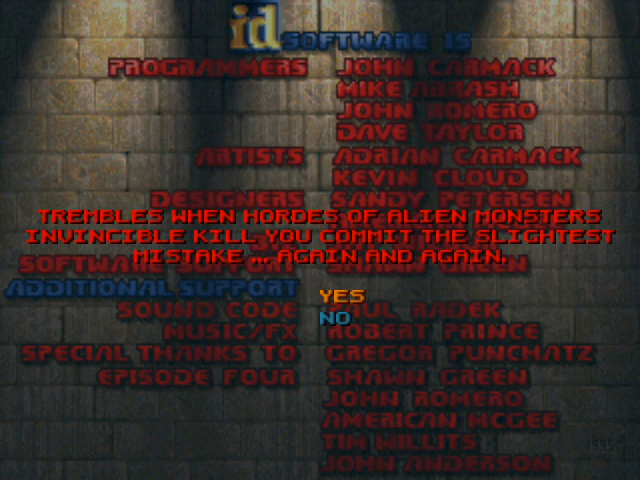 id SOFTWARE IS
PROGRAMMERS JOHN CARMACK
MIKE ABRASH
JOHN ROMERO
DAVE TAYLOR
ARTISTS ADRIAN CARMACK
KEVIN CLOUD
DESIGNERS SANDY PETERSEN
TREMBLES WHEN HORDES OF ALIEN MONSTERS
INVINCIBLE KILL YOU COMMIT THE SLIGHTEST
MISTAKE ... AGAIN AND AGAIN.
SOFTWARE SUPPORT SHAWN GREEN
ADDITIONAL SUPPORT
YES
NO
SOUND CODE PAUL RADEK
MUSIC/FX ROBERT PRINCE
SPECIAL THANKS TO GREGOR PUNCHATZ
EPISODE FOUR SHAWN GREEN
JOHN ROMERO
AMERICAN MCGEE
TIM WILLITS
JOHN ANDERSON